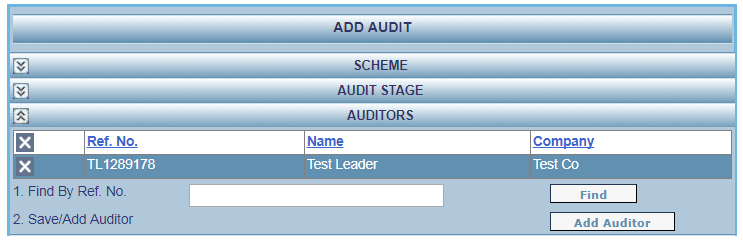 ADD AUDIT
SCHEME
AUDIT STAGE
AUDITORS
Ref. No. Name Company
TL1289178 Test Leader Test Co
1. Find By Ref. No. Find
2. Save/Add Auditor Add Auditor